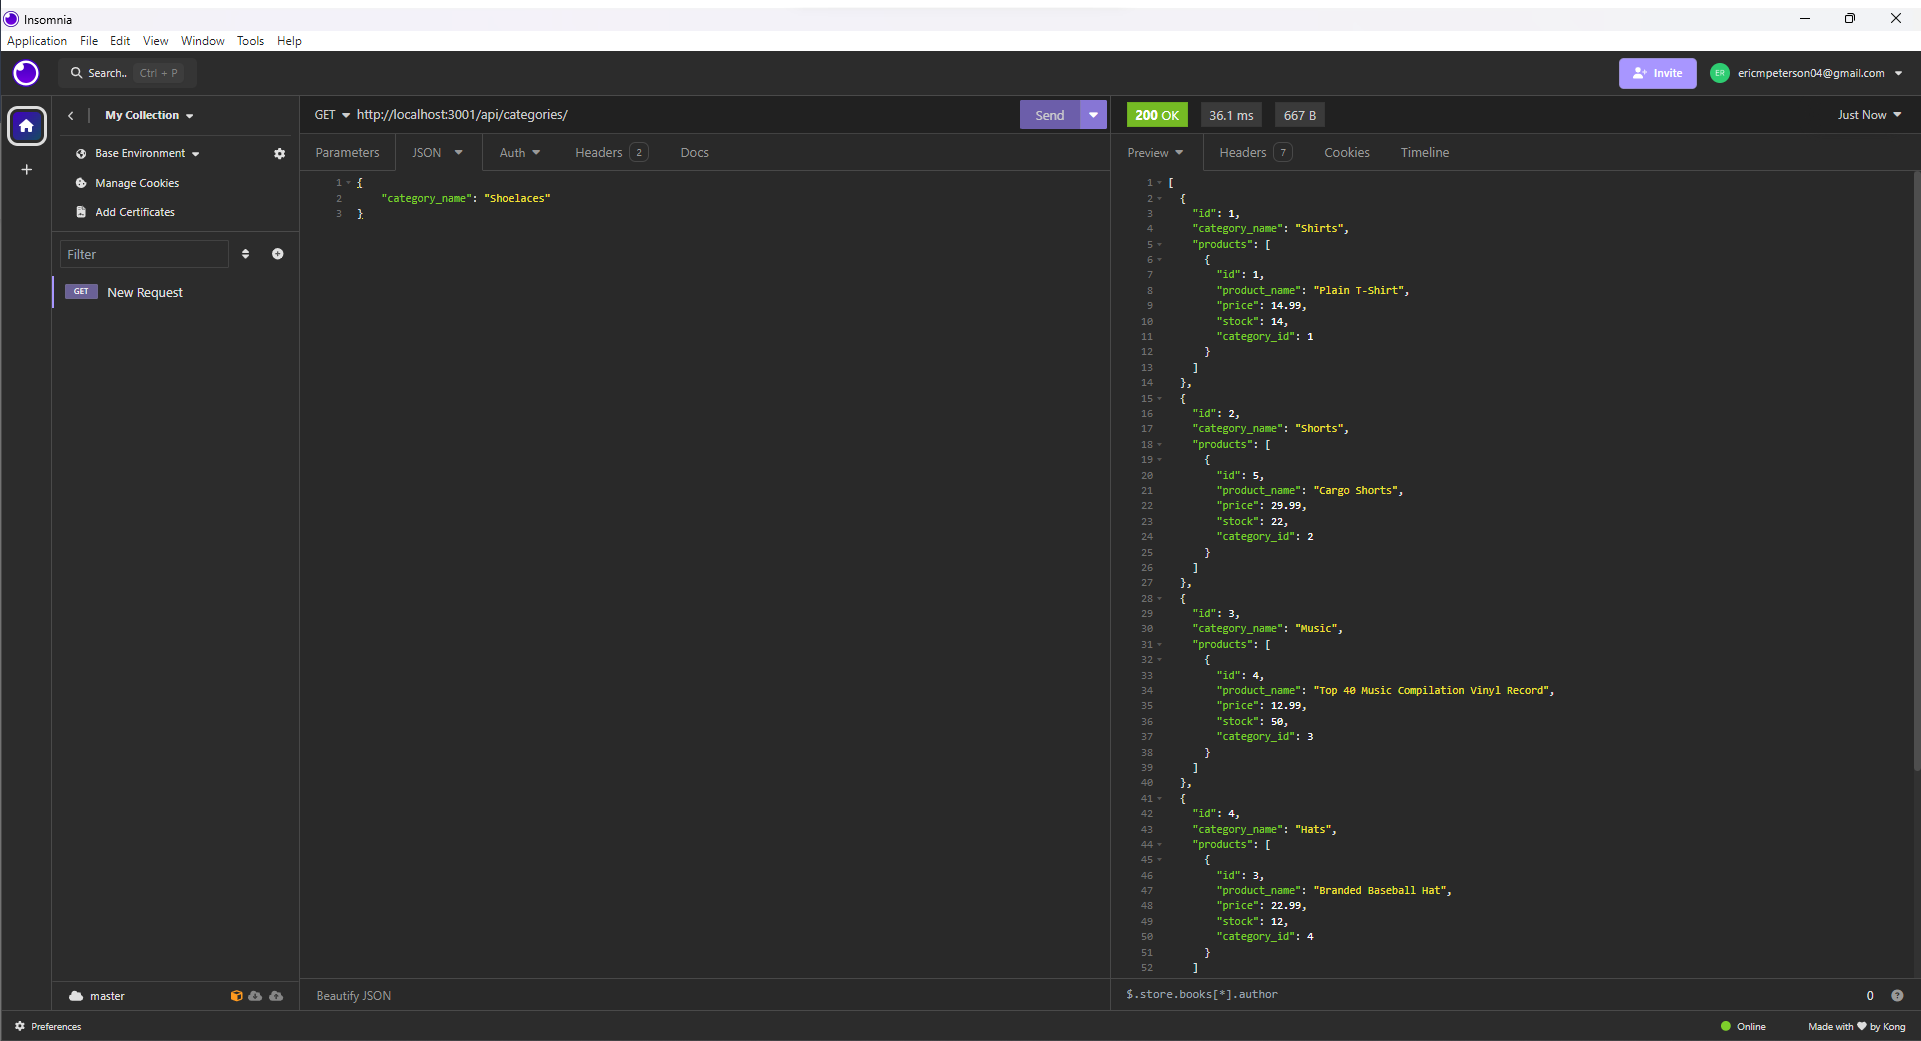 Insomnia
Application File Edit View Window Tools Help
Search.. Ctrl + P
Invite
ER ericmpeterson04@gmail.com
My Collection
Base Environment
Manage Cookies
Add Certificates
Filter
GET New Request
GET http://localhost:3001/api/categories/ Send
Parameters JSON Auth Headers 2 Docs
1 {
2 "category_name": "Shoelaces"
3 }
200 OK 36.1 ms 667 B Just Now
Preview Headers 7 Cookies Timeline
1 [
2 {
3 "id": 1,
4 "category_name": "Shirts",
5 "products": [
6 {
7 "id": 1,
8 "product_name": "Plain T-Shirt",
9 "price": 14.99,
10 "stock": 14,
11 "category_id": 1
12 }
13 ]
14 },
15 {
16 "id": 2,
17 "category_name": "Shorts",
18 "products": [
19 {
20 "id": 5,
21 "product_name": "Cargo Shorts",
22 "price": 29.99,
23 "stock": 22,
24 "category_id": 2
25 }
26 ]
27 },
28 {
29 "id": 3,
30 "category_name": "Music",
31 "products": [
32 {
33 "id": 4,
34 "product_name": "Top 40 Music Compilation Vinyl Record",
35 "price": 12.99,
36 "stock": 50,
37 "category_id": 3
38 }
39 ]
40 },
41 {
42 "id": 4,
43 "category_name": "Hats",
44 "products": [
45 {
46 "id": 3,
47 "product_name": "Branded Baseball Hat",
48 "price": 22.99,
49 "stock": 12,
50 "category_id": 4
51 }
52 ]
master
Beautify JSON
$.store.books[*].author 0
Preferences
Online Made with ♥ by Kong